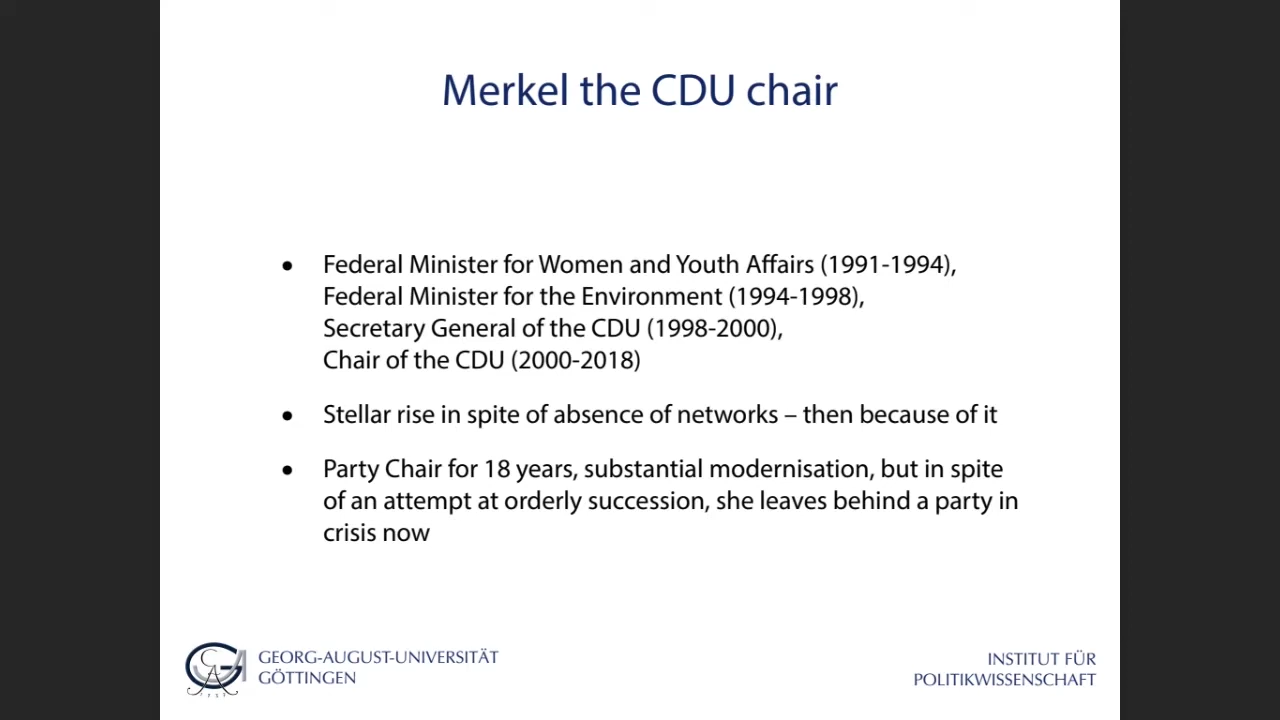 Merkel the CDU chair
● Federal Minister for Women and Youth Affairs (1991-1994),
Federal Minister for the Environment (1994-1998),
Secretary General of the CDU (1998-2000),
Chair of the CDU (2000-2018)
● Stellar rise in spite of absence of networks – then because of it
● Party Chair for 18 years, substantial modernisation, but in spite
of an attempt at orderly succession, she leaves behind a party in
crisis now
GEORG-AUGUST-UNIVERSITÄT
GÖTTINGEN
INSTITUT FÜR
POLITIKWISSENSCHAFT